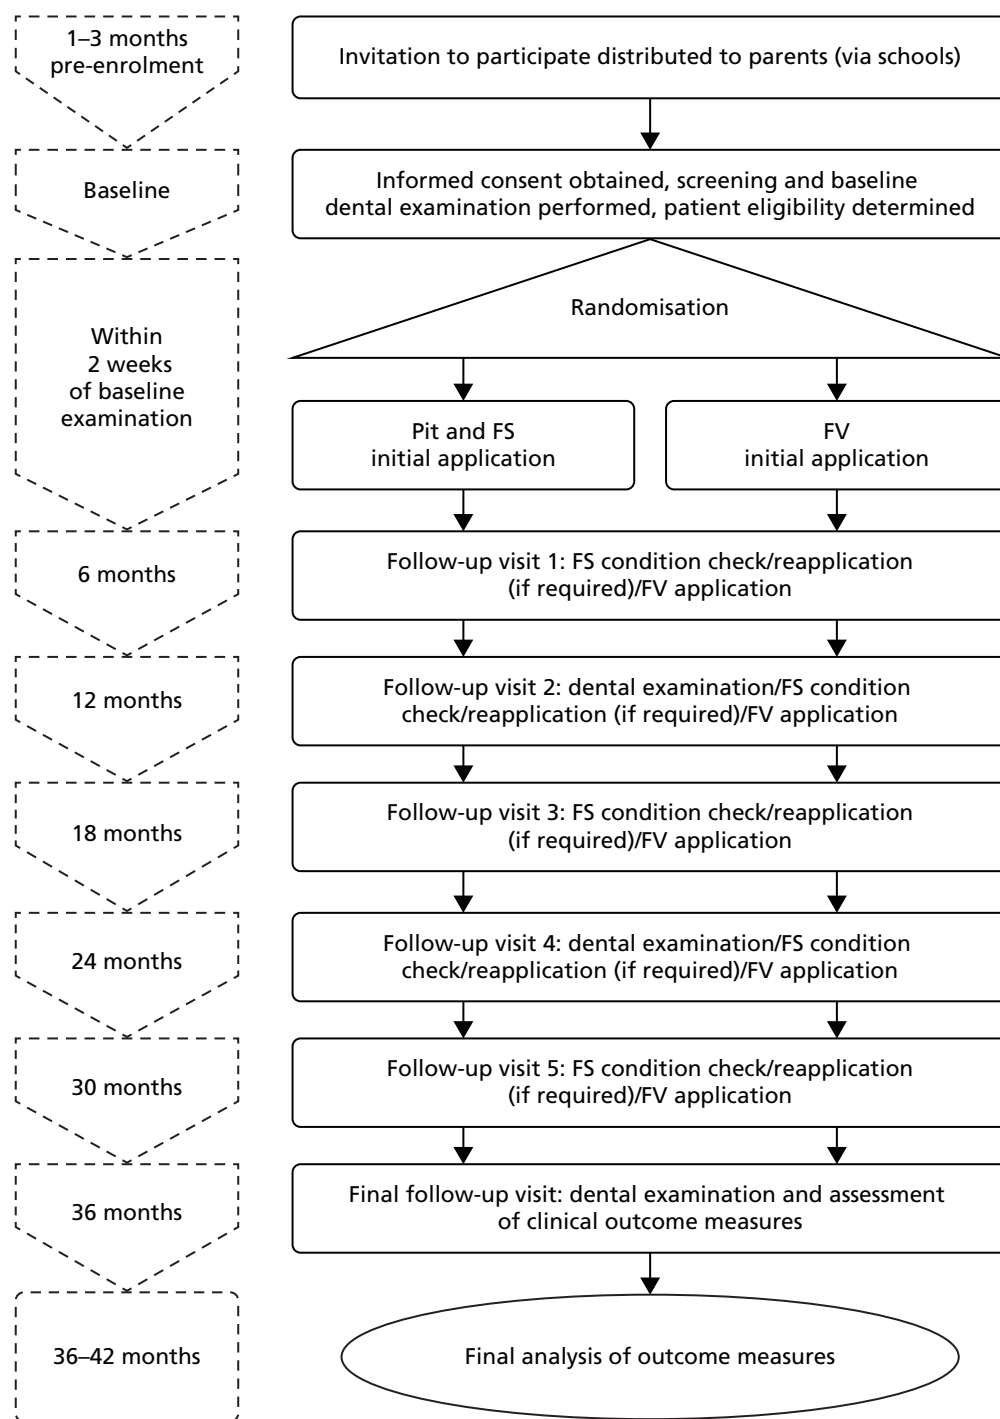 1–3 months
pre-enrolment
Invitation to participate distributed to parents (via schools)
Baseline
Informed consent obtained, screening and baseline
dental examination performed, patient eligibility determined
Within
2 weeks
of baseline
examination
Randomisation
Pit and FS
initial application
FV
initial application
6 months
Follow-up visit 1: FS condition check/reapplication
(if required)/FV application
12 months
Follow-up visit 2: dental examination/FS condition
check/reapplication (if required)/FV application
18 months
Follow-up visit 3: FS condition check/reapplication
(if required)/FV application
24 months
Follow-up visit 4: dental examination/FS condition
check/reapplication (if required)/FV application
30 months
Follow-up visit 5: FS condition check/reapplication
(if required)/FV application
36 months
Final follow-up visit: dental examination and assessment
of clinical outcome measures
36–42 months
Final analysis of outcome measures